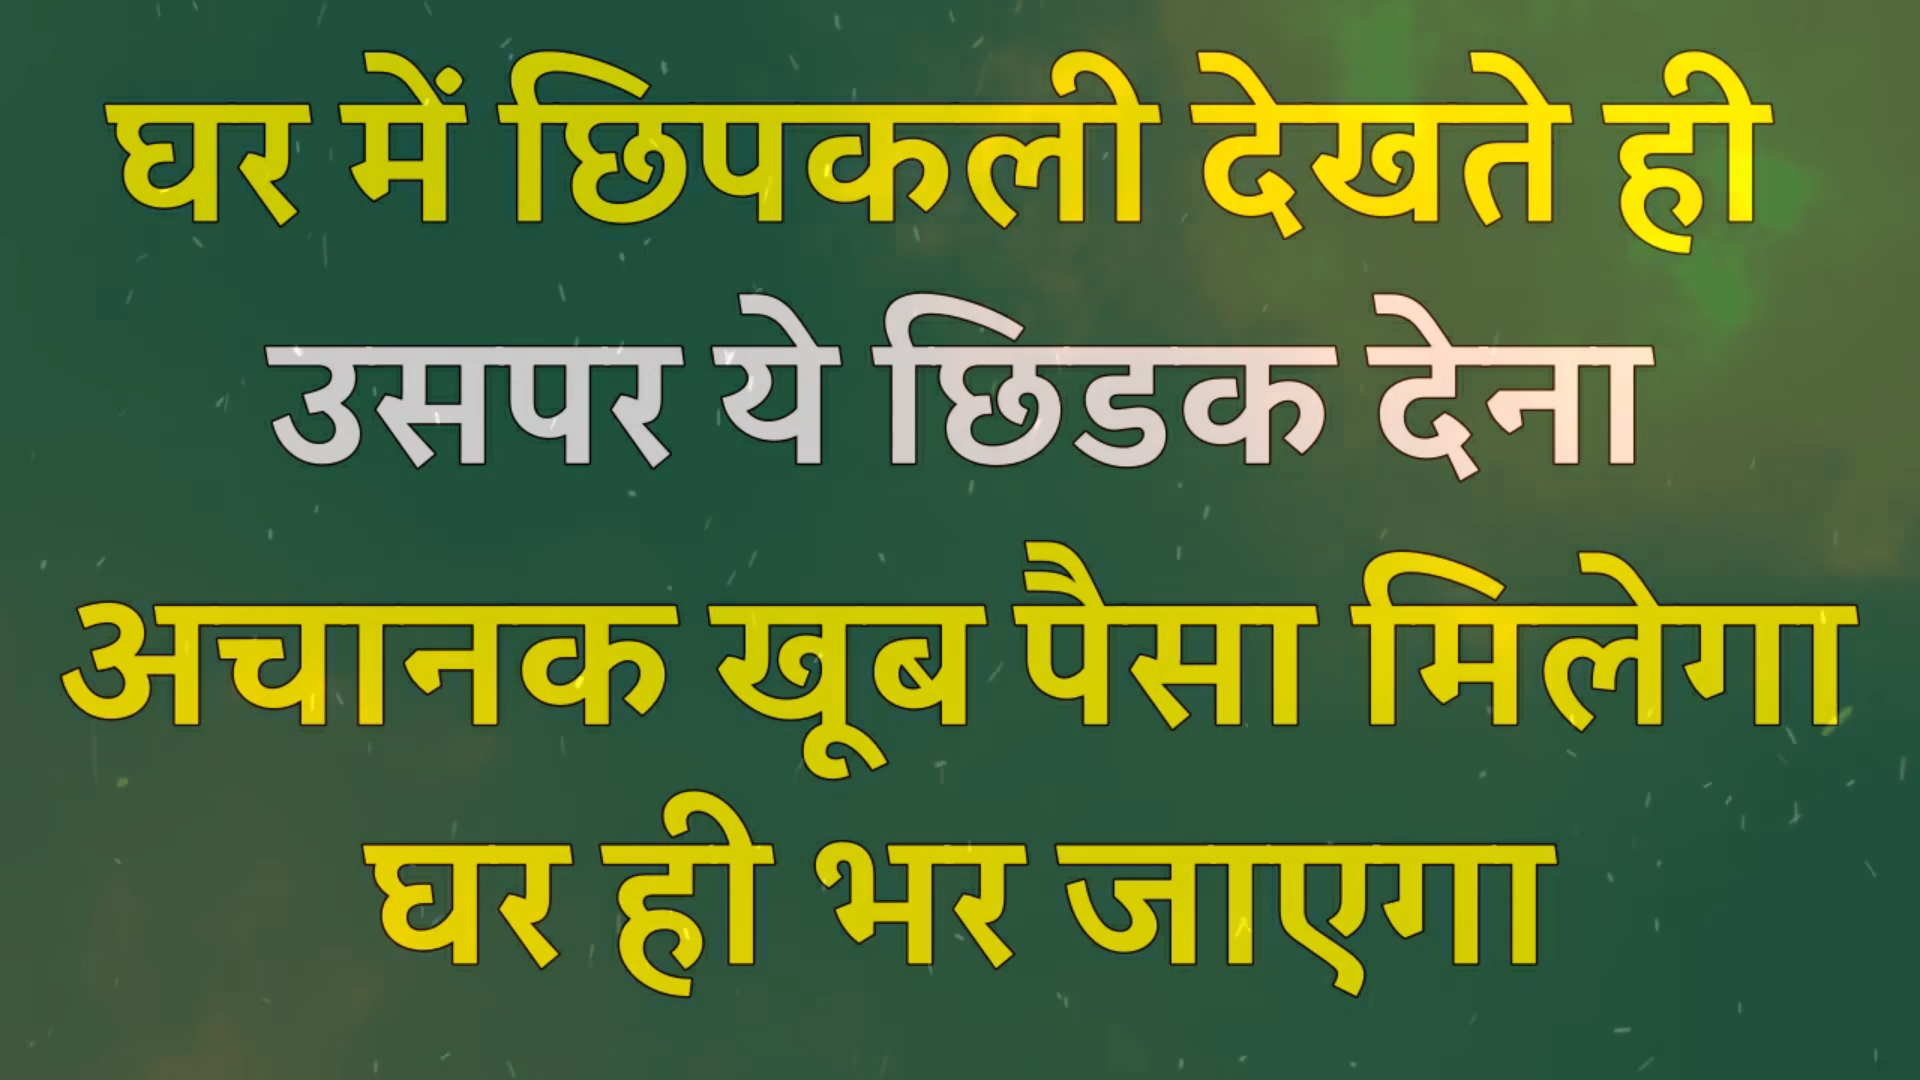 घर में छिपकली देखते ही
उसपर ये छिडक देना
अचानक खूब पैसा मिलेगा
घर ही भर जाएगा